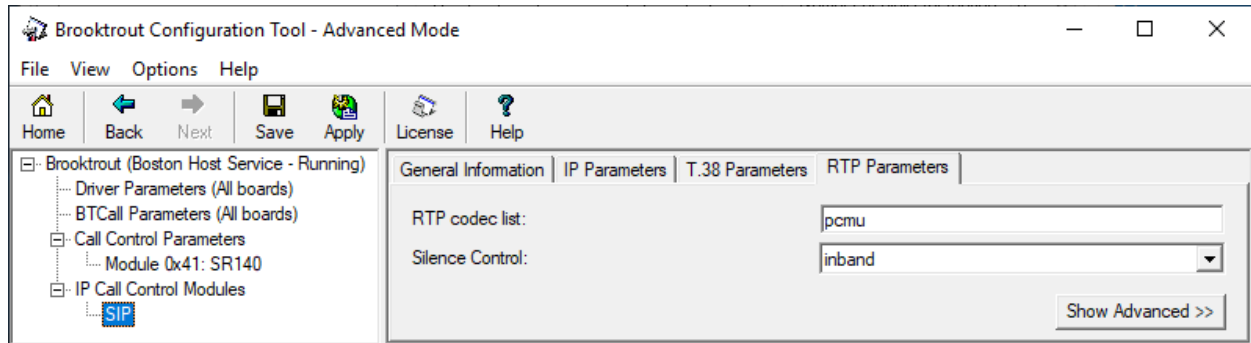 Brooktrout Configuration Tool - Advanced Mode
File View Options Help
Home Back Next Save Apply License Help
Brooktrout (Boston Host Service - Running)
Driver Parameters (All boards)
BTCall Parameters (All boards)
Call Control Parameters
Module 0x41: SR140
IP Call Control Modules
SIP
General Information IP Parameters T.38 Parameters RTP Parameters
RTP codec list: pcmu
Silence Control: inband
Show Advanced >>